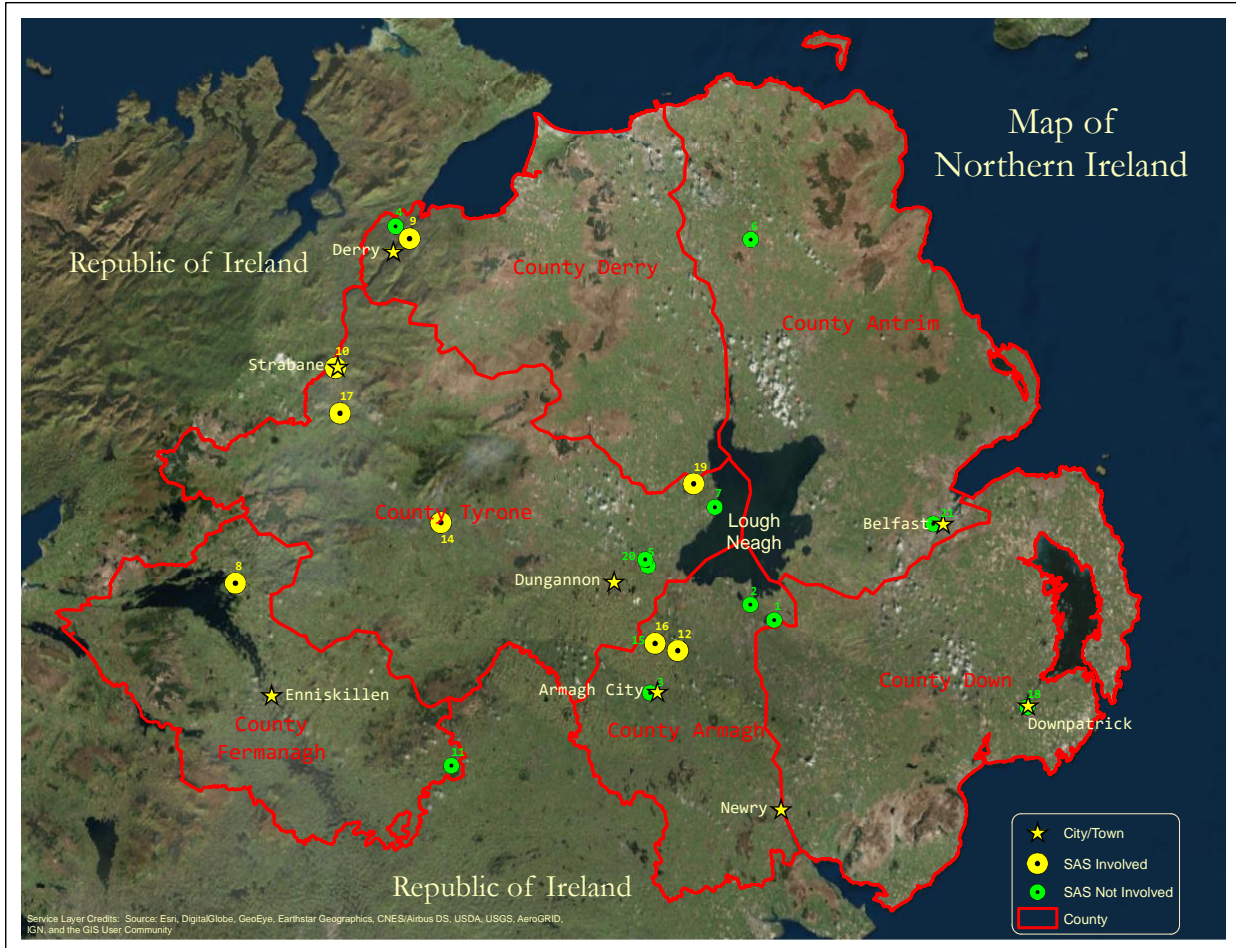 Map of
Northern Ireland
6
4
9
Derry
Republic of Ireland
County Derry
County Antrim
10
Strabane
17
19
7
County Tyrone
14
Lough
Neagh
Belfast
21
20
5
Dungannon
8
2
1
15
16
12
Armagh City
3
County Down
Enniskillen
18
County
Fermanagh
County Armagh
Downpatrick
11
Newry
Republic of Ireland
City/Town
SAS Involved
SAS Not Involved
County
Service Layer Credits: Source: Esri, DigitalGlobe, GeoEye, Earthstar Geographics, CNES/Airbus DS, USDA, USGS, AeroGRID,
IGN, and the GIS User Community